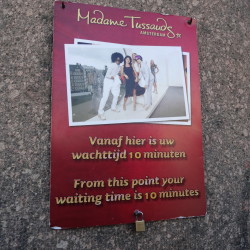 Madame Tussauds
AMSTERDAM
Vanaf hier is uw
wachttijd 10 minuten
From this point your
waiting time is 10 minutes